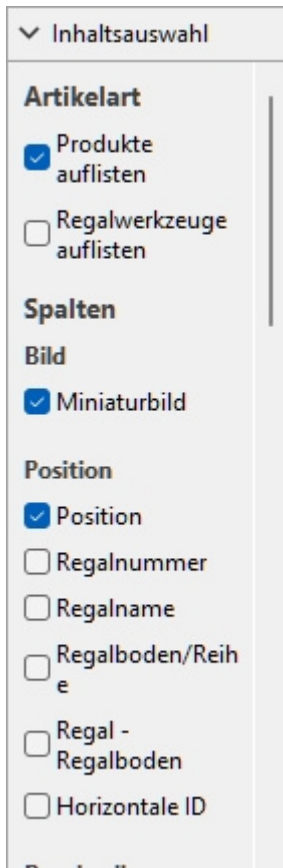 Inhaltsauswahl
Artikelart
Produkte
auflisten
Regalwerkzeuge
auflisten
Spalten
Bild
Miniaturbild
Position
Position
Regalnummer
Regalname
Regalboden/Reih
e
Regal -
Regalboden
Horizontale ID